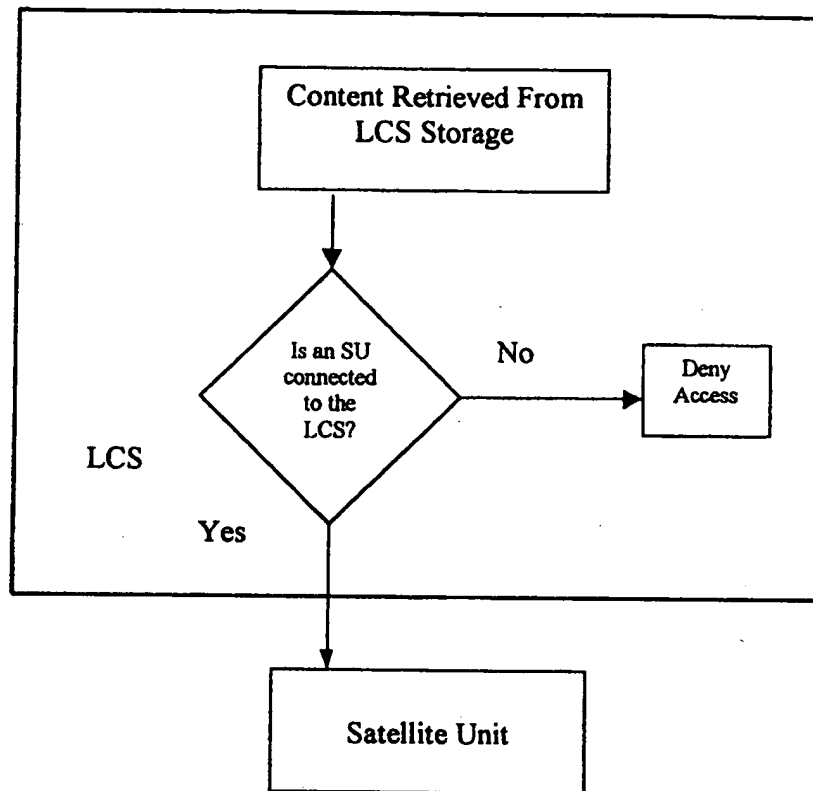 Content Retrieved From
LCS Storage
Is an SU
connected
to the
LCS?
No
Deny
Access
LCS
Yes
Satellite Unit